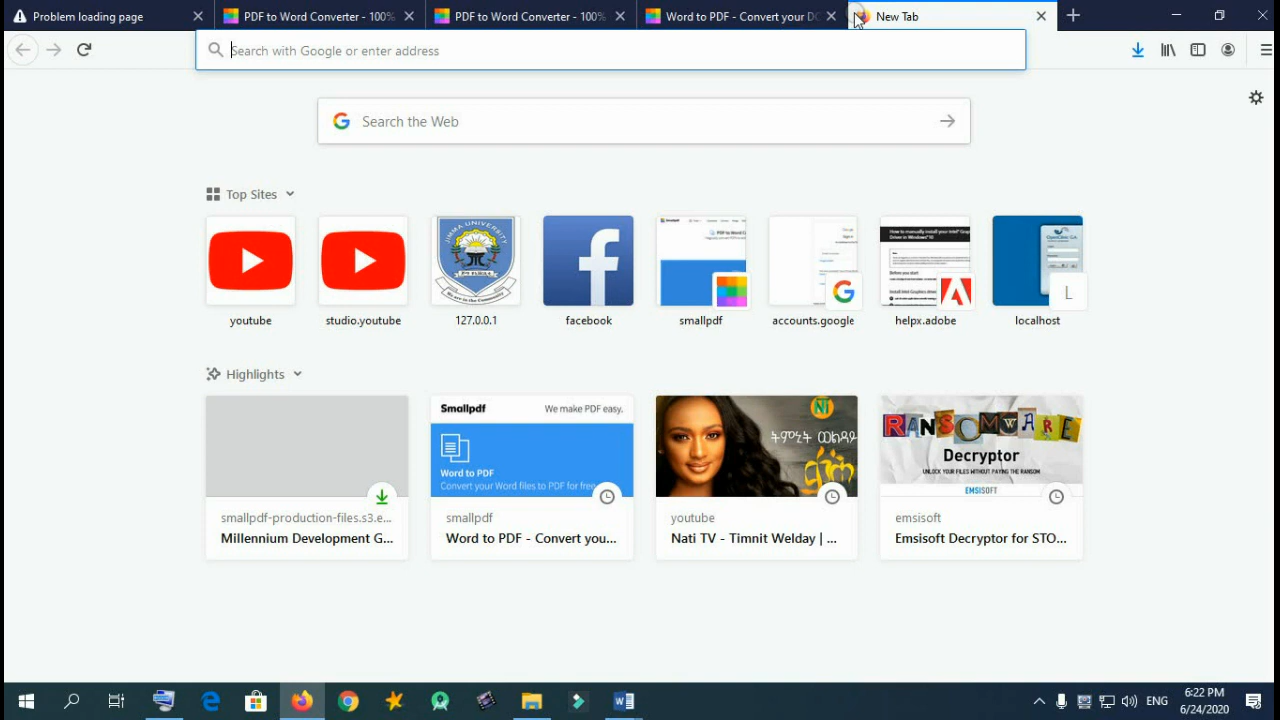 Problem loading page
PDF to Word Converter - 100%
PDF to Word Converter - 100%
Word to PDF - Convert your DO
New Tab
Search with Google or enter address
Search the Web
Top Sites
youtube
studio.youtube
127.0.0.1
facebook
smallpdf
accounts.google
helpx.adobe
localhost
Highlights
Smallpdf
We make PDF easy.
Word to PDF
Convert your Word files to PDF for free.
ትምኒት ወልዳይ
RANSOMWARE
Decryptor
UNLOCK YOUR FILES WITHOUT PAYING THE RANSOM
EMSISOFT
smallpdf-production-files.s3.e...
Millennium Development G...
smallpdf
Word to PDF - Convert you...
youtube
Nati TV - Timnit Welday | ...
emsisoft
Emsisoft Decryptor for STO...
ENG
6:22 PM
6/24/2020